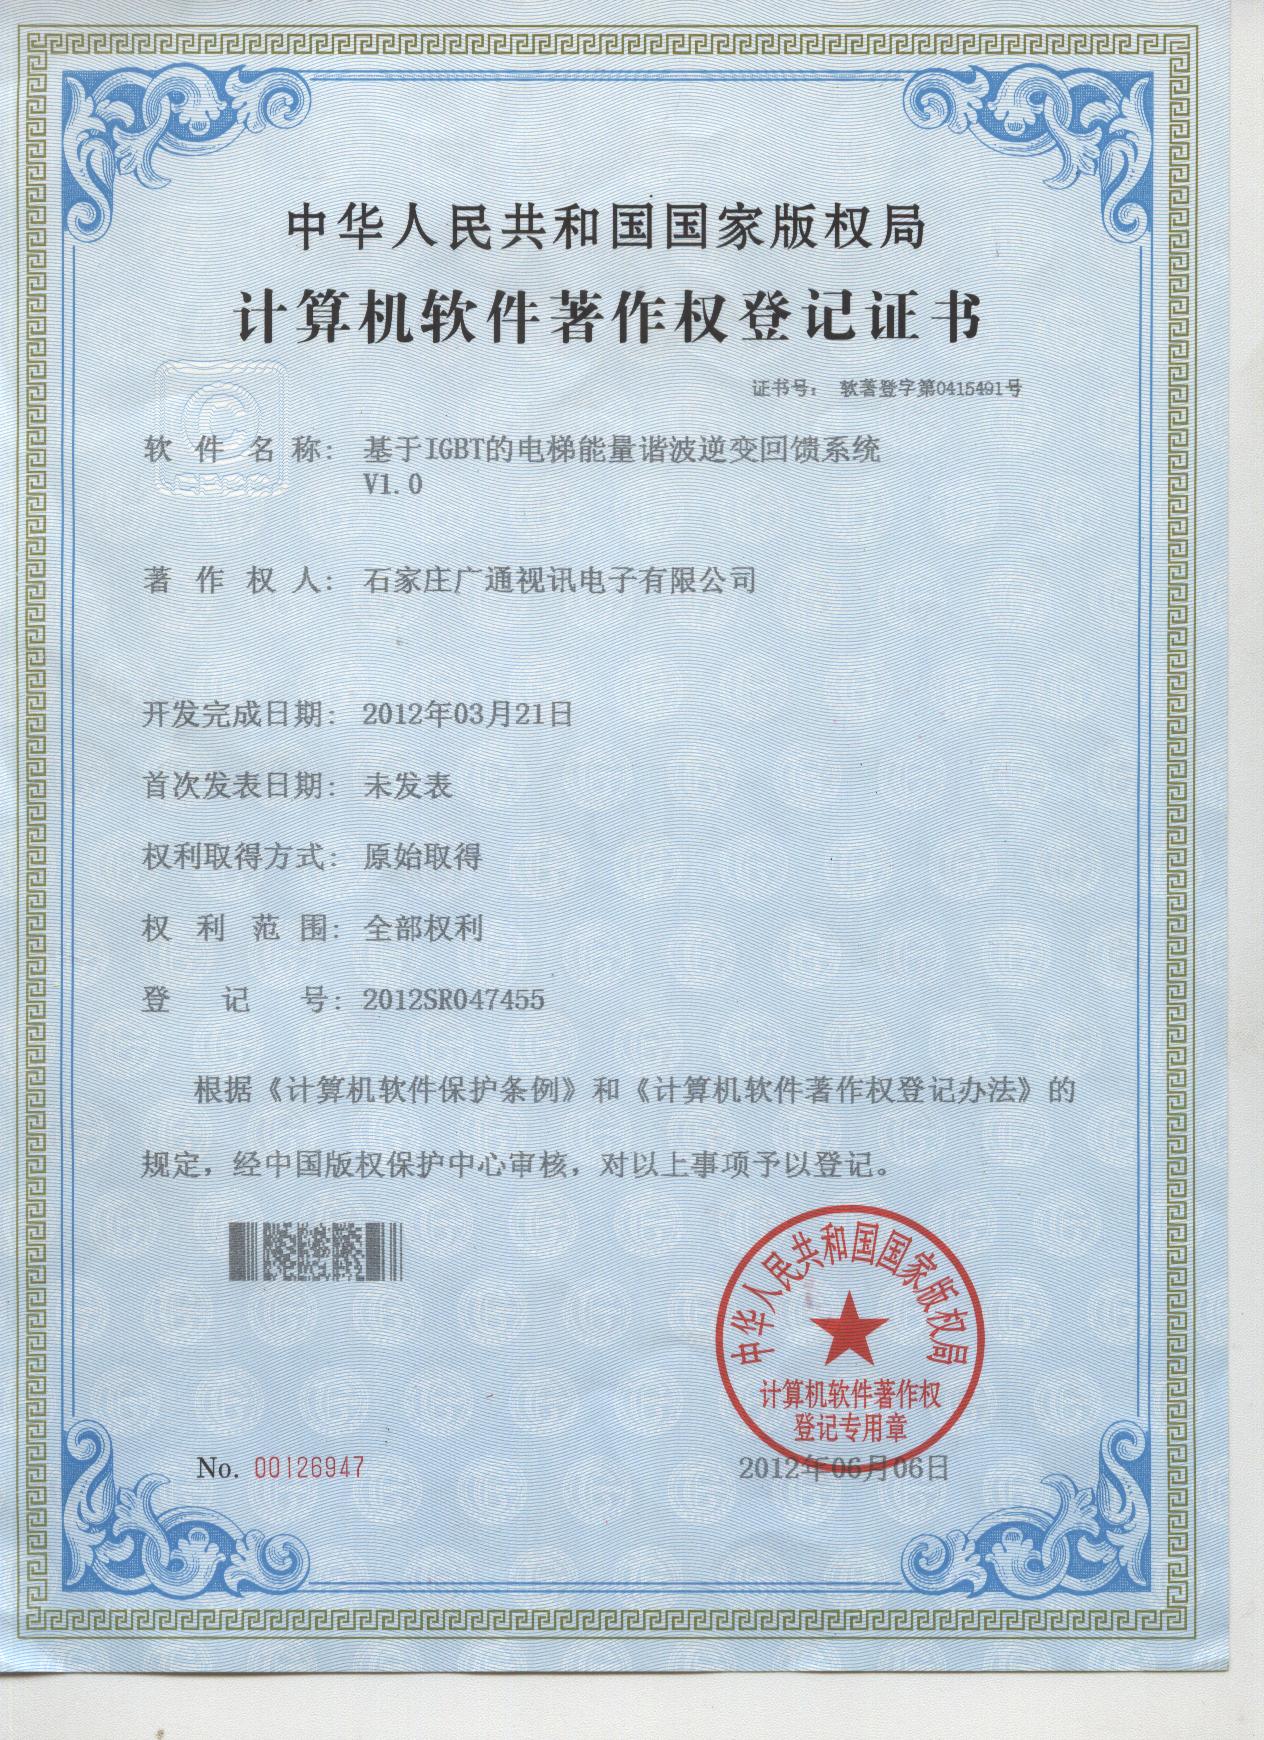 中华人民共和国国家版权局
计算机软件著作权登记证书
证书号： 软著登字第0415491号
软件名称： 基于IGBT的电梯能量谐波逆变回馈系统
V1.0
著作权人： 石家庄广通视讯电子有限公司
开发完成日期： 2012年03月21日
首次发表日期： 未发表
权利取得方式： 原始取得
权利范围： 全部权利
登记号： 2012SR047455
根据《计算机软件保护条例》和《计算机软件著作权登记办法》的
规定，经中国版权保护中心审核，对以上事项予以登记。
中华人民共和国国家版权局
计算机软件著作权
登记专用章
No. 00126947
2012年06月06日